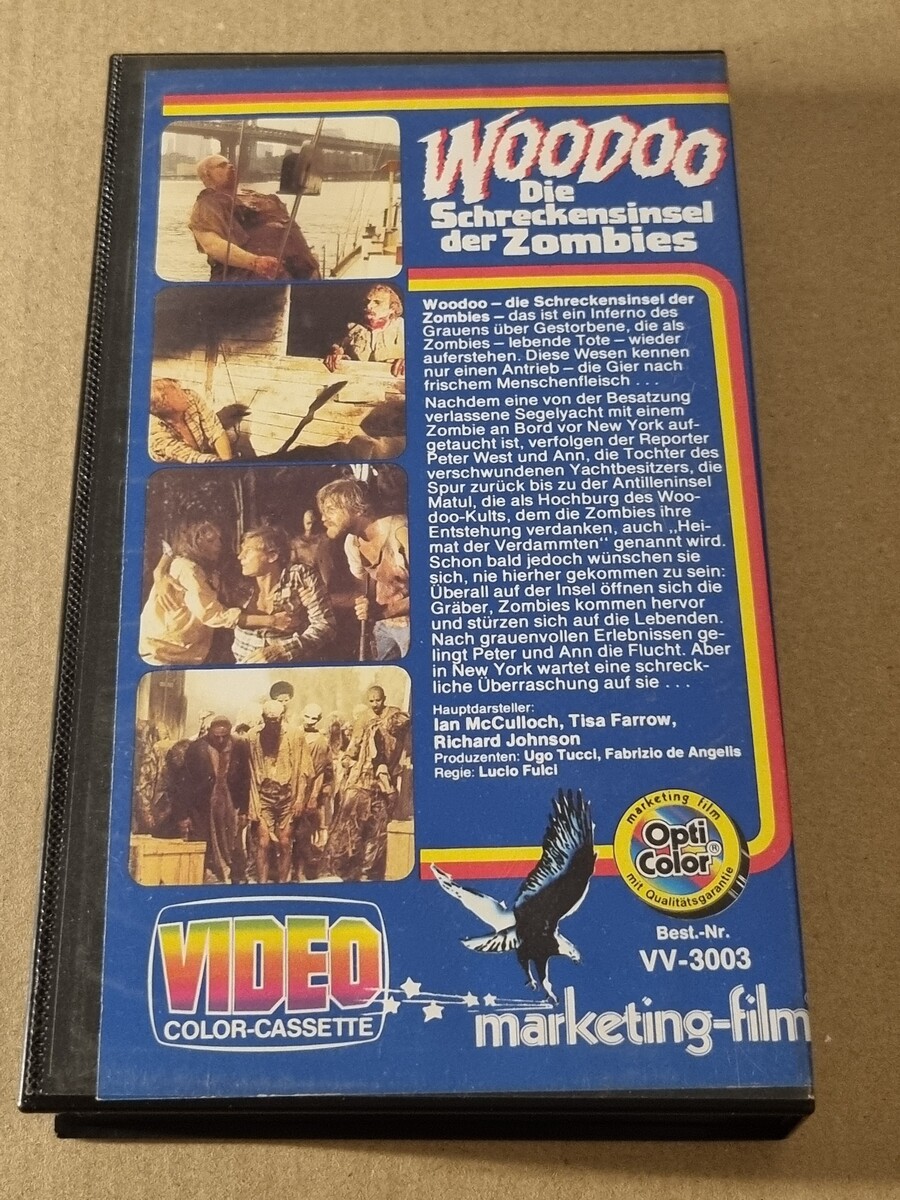 WOODOO
Die
Schreckensinsel
der Zombies
Woodoo – die Schreckensinsel der
Zombies – das ist ein Inferno des
Grauens über Gestorbene, die als
Zombies – lebende Tote – wieder
auferstehen. Diese Wesen kennen
nur einen Antrieb – die Gier nach
frischem Menschenfleisch . . .
Nachdem eine von der Besatzung
verlassene Segelyacht mit einem
Zombie an Bord vor New York auf-
getaucht ist, verfolgen der Reporter
Peter West und Ann, die Tochter des
verschwundenen Yachtbesitzers, die
Spur zurück bis zu der Antilleninsel
Matul, die als Hochburg des Woo-
doo-Kults, dem die Zombies ihre
Entstehung verdanken, auch „Hei-
mat der Verdammten" genannt wird.
Schon bald jedoch wünschen sie
sich, nie hierher gekommen zu sein:
Überall auf der Insel öffnen sich die
Gräber, Zombies kommen hervor
und stürzen sich auf die Lebenden.
Nach grauenvollen Erlebnissen ge-
lingt Peter und Ann die Flucht. Aber
in New York wartet eine schreck-
liche Überraschung auf sie . . .
Hauptdarsteller:
Ian McCulloch, Tisa Farrow,
Richard Johnson
Produzenten: Ugo Tucci, Fabrizio de Angelis
Regie: Lucio Fulci
marketing film
Opti
Color®
mit Qualitätsgarantie
Best.-Nr.
VV-3003
VIDEO
COLOR-CASSETTE
marketing-film